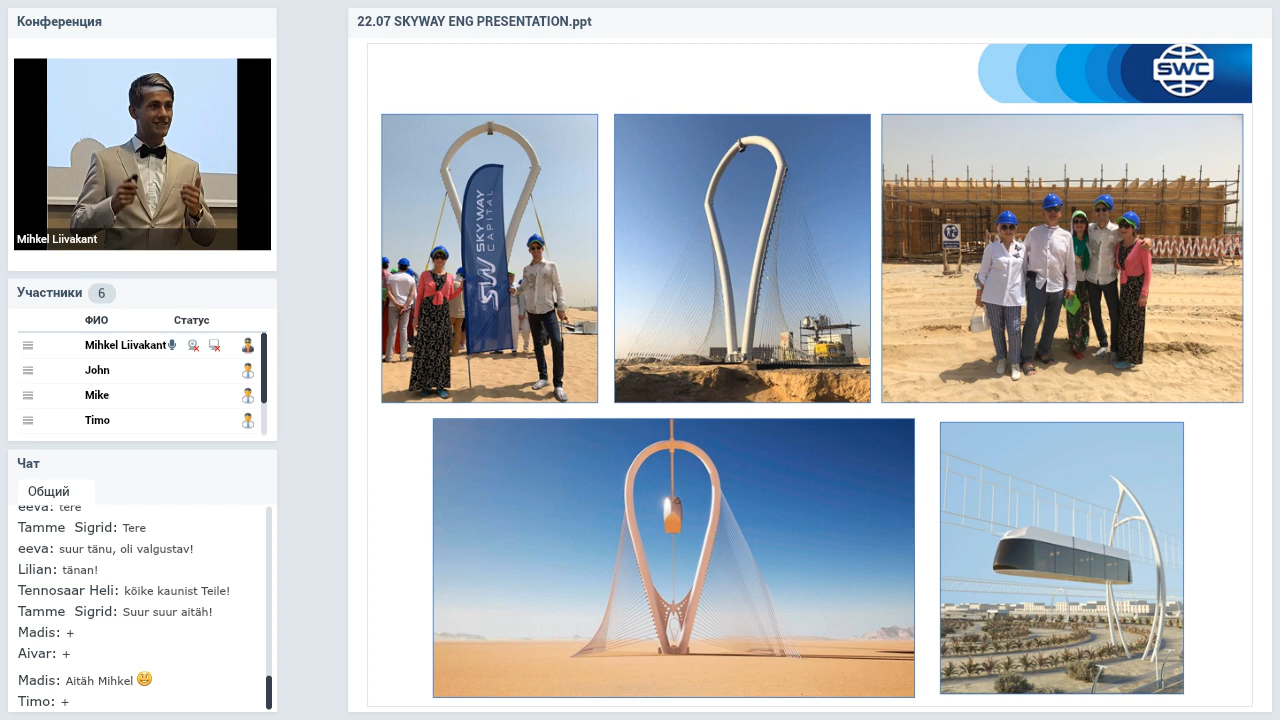 Конференция
Mihkel Liivakant
Участники 6
ФИО Статус
Mihkel Liivakant
John
Mike
Timo
Чат
Общий
eeva: tere
Tamme Sigrid: Tere
eeva: suur tänu, oli valgustav!
Lilian: tänan!
Tennosaar Heli: kõike kaunist Teile!
Tamme Sigrid: Suur suur aitäh!
Madis: +
Aivar: +
Madis: Aitäh Mihkel
Timo: +
22.07 SKYWAY ENG PRESENTATION.ppt
SWC
SKY WAY
CAPITAL